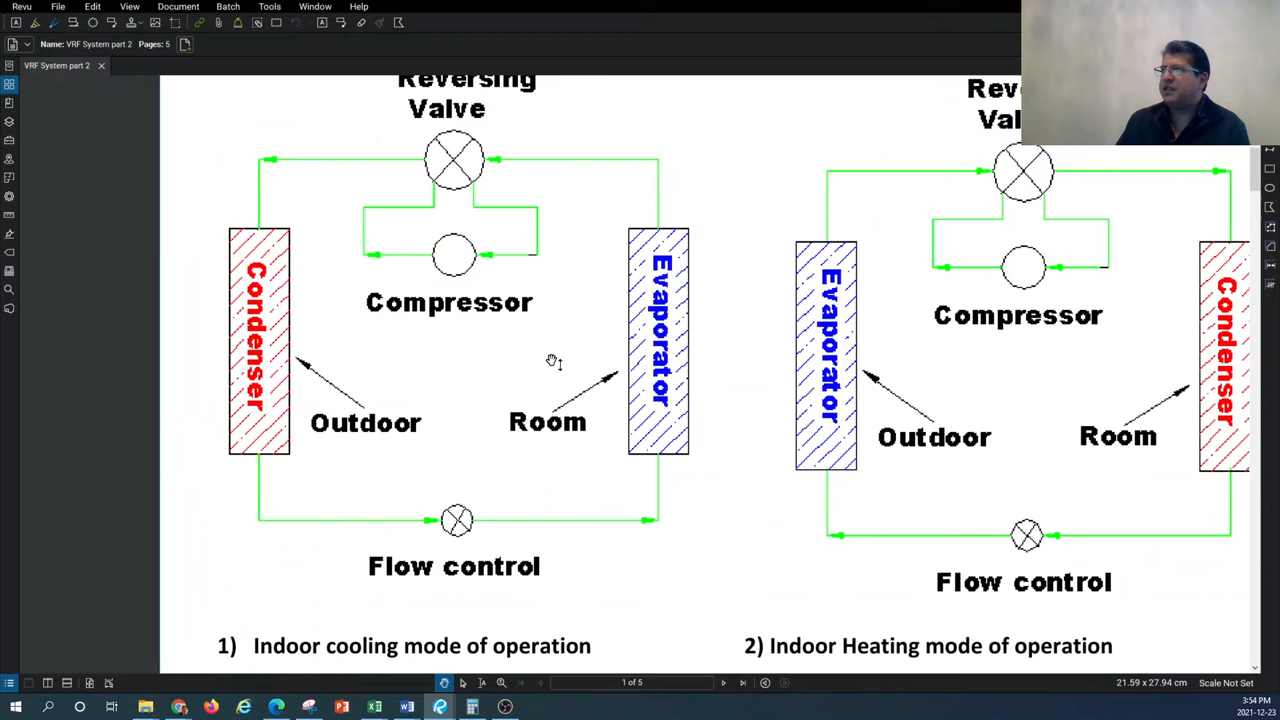 Revu File Edit View Document Batch Tools Window Help
Name: VRF System part 2 Pages: 5
VRF System part 2
Reversing
Valve
Condenser
Compressor
Evaporator
Outdoor
Room
Flow control
1) Indoor cooling mode of operation
Evaporator
Compressor
Condenser
Outdoor
Room
Flow control
2) Indoor Heating mode of operation
1 of 5
21.59 x 27.94 cm Scale Not Set
3:54 PM
2021-12-23